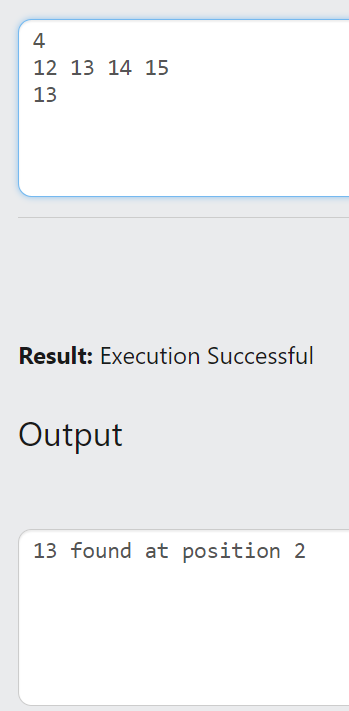 4
12 13 14 15
13
Result: Execution Successful
Output
13 found at position 2